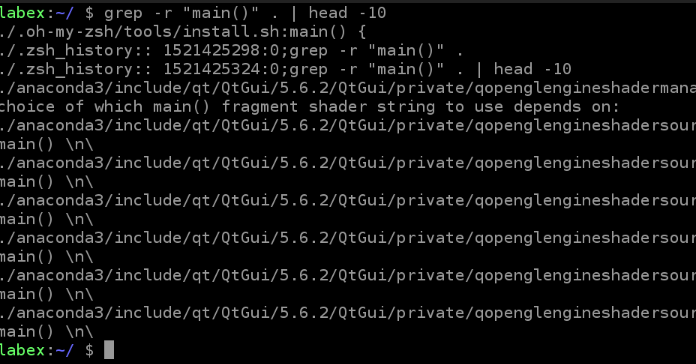 labex:~/ $ grep -r "main()" . | head -10
./.oh-my-zsh/tools/install.sh:main() {
./.zsh_history:: 1521425298:0;grep -r "main()" .
./.zsh_history:: 1521425324:0;grep -r "main()" . | head -10
./anaconda3/include/qt/QtGui/5.6.2/QtGui/private/qopenglengineshadermana
choice of which main() fragment shader string to use depends on:
./anaconda3/include/qt/QtGui/5.6.2/QtGui/private/qopenglengineshadersour
main() \n\
./anaconda3/include/qt/QtGui/5.6.2/QtGui/private/qopenglengineshadersour
main() \n\
./anaconda3/include/qt/QtGui/5.6.2/QtGui/private/qopenglengineshadersour
main() \n\
./anaconda3/include/qt/QtGui/5.6.2/QtGui/private/qopenglengineshadersour
main() \n\
./anaconda3/include/qt/QtGui/5.6.2/QtGui/private/qopenglengineshadersour
main() \n\
./anaconda3/include/qt/QtGui/5.6.2/QtGui/private/qopenglengineshadersour
main() \n\
labex:~/ $